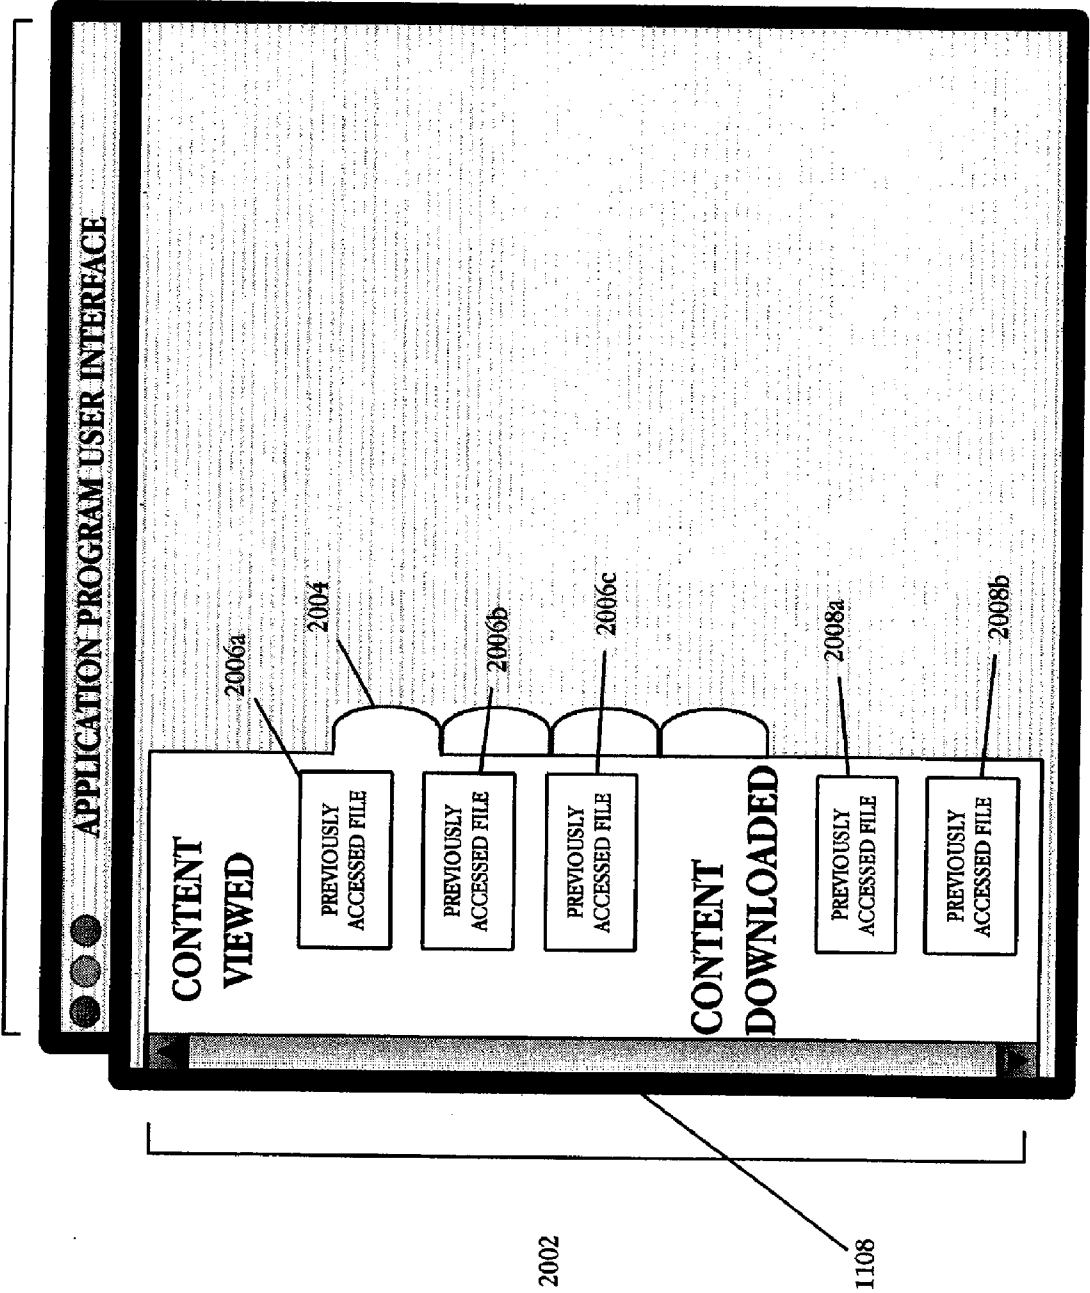 APPLICATION PROGRAM USER INTERFACE
CONTENT
VIEWED
2006a
PREVIOUSLY
ACCESSED FILE
2004
PREVIOUSLY
ACCESSED FILE
2006b
PREVIOUSLY
ACCESSED FILE
2006c
CONTENT
DOWNLOADED
PREVIOUSLY
ACCESSED FILE
2008a
PREVIOUSLY
ACCESSED FILE
2008b
2002
1108